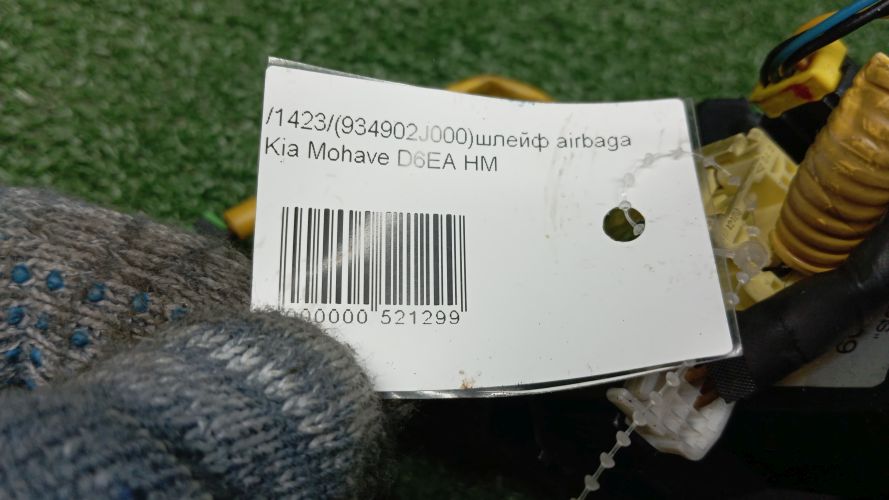 /1423/(934902J000)шлейф airbaga
Kia Mohave D6EA HM
000000 521299